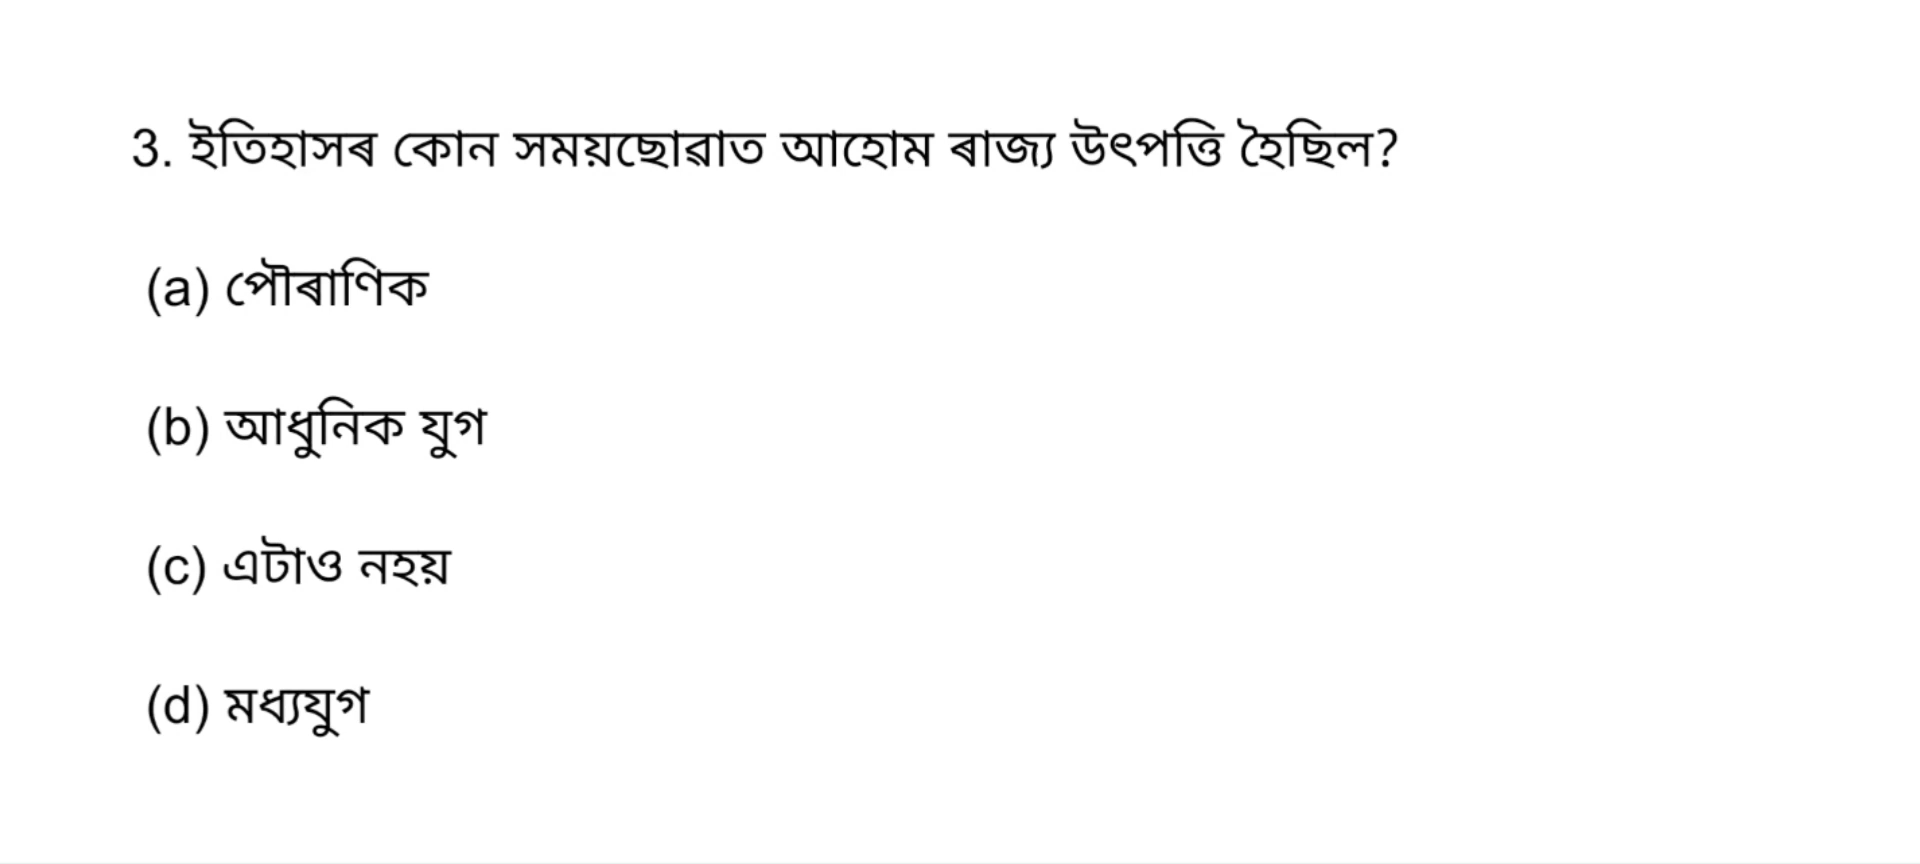 3. ইতিহাসৰ কোন সময়ছোৱাত আহোম ৰাজ্য উৎপত্তি হৈছিল?
(a) পৌৰাণিক
(b) আধুনিক যুগ
(c) এটাও নহয়
(d) মধ্যযুগ